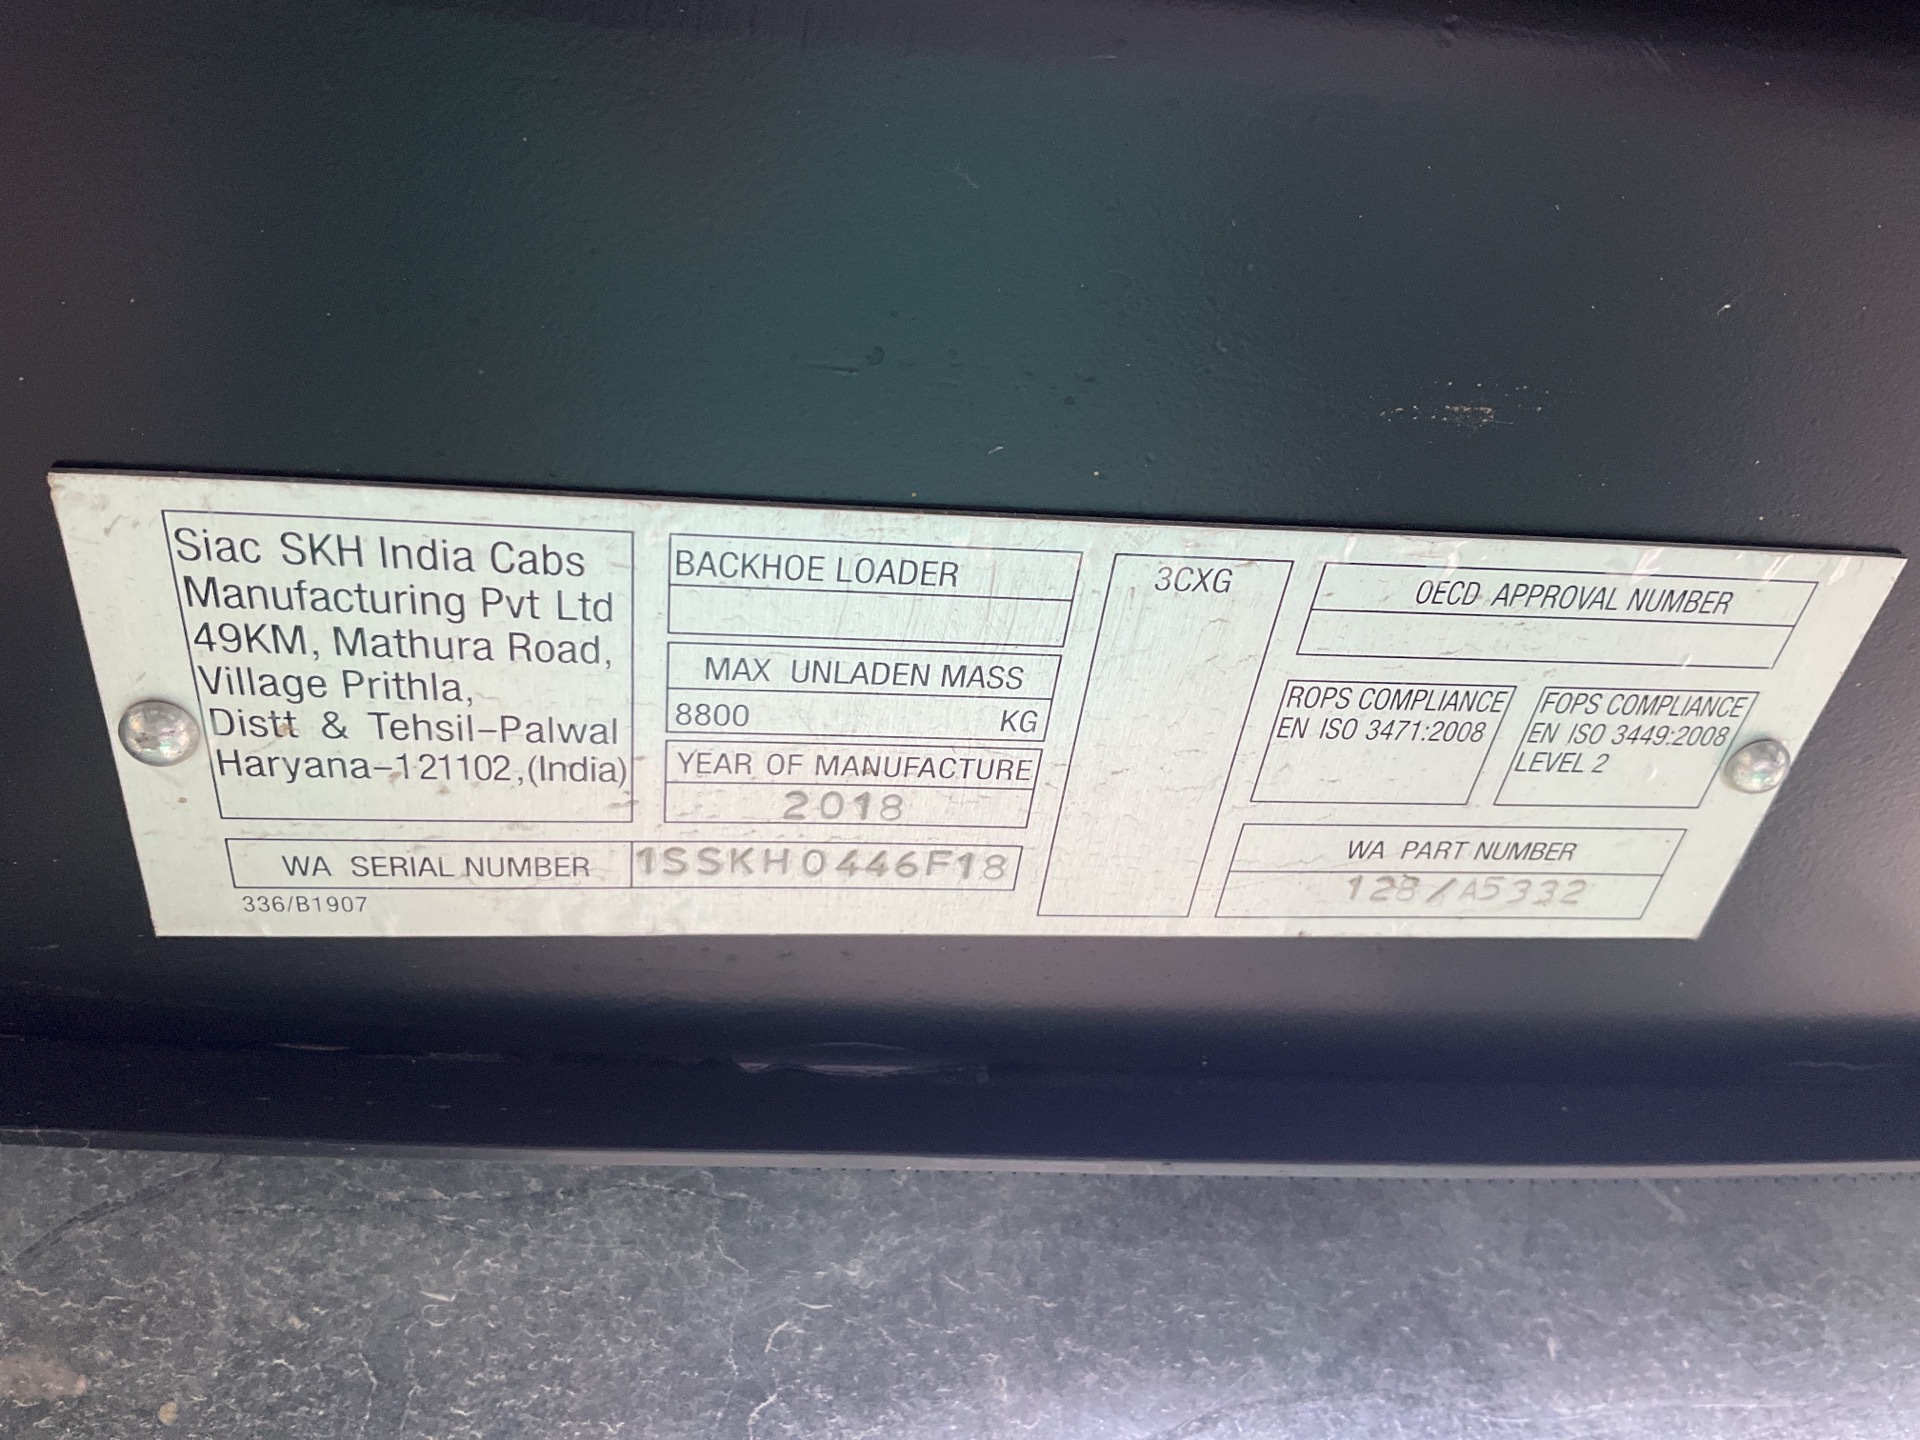 Siac SKH India Cabs
Manufacturing Pvt Ltd
49KM, Mathura Road,
Village Prithla,
Distt & Tehsil-Palwal
Haryana-121102,(India)
WA SERIAL NUMBER 1SSKH0446F18
336/B1907
BACKHOE LOADER
MAX UNLADEN MASS
8800 KG
YEAR OF MANUFACTURE
2018
3CXG
OECD APPROVAL NUMBER
ROPS COMPLIANCE
EN ISO 3471:2008
FOPS COMPLIANCE
EN ISO 3449:2008
LEVEL 2
WA PART NUMBER
128/A5332